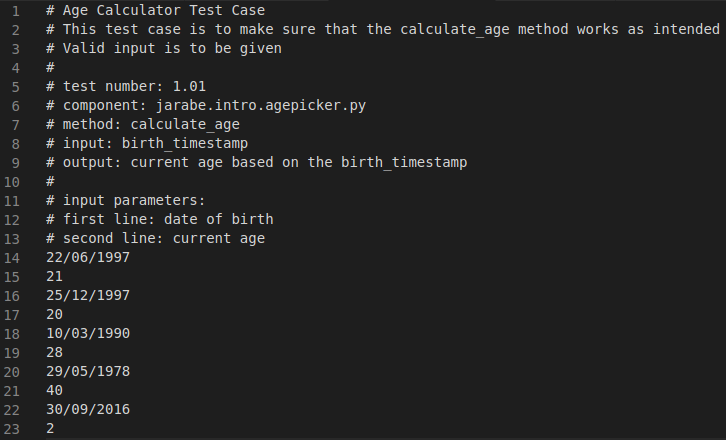 1 # Age Calculator Test Case
2 # This test case is to make sure that the calculate_age method works as intended
3 # Valid input is to be given
4 #
5 # test number: 1.01
6 # component: jarabe.intro.agepicker.py
7 # method: calculate_age
8 # input: birth_timestamp
9 # output: current age based on the birth_timestamp
10 #
11 # input parameters:
12 # first line: date of birth
13 # second line: current age
14 22/06/1997
15 21
16 25/12/1997
17 20
18 10/03/1990
19 28
20 29/05/1978
21 40
22 30/09/2016
23 2